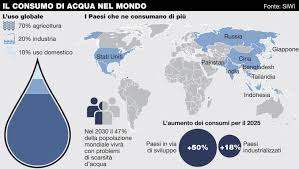 IL CONSUMO DI ACQUA NEL MONDO
Fonte: SIWI
L'uso globale
70% agricoltura
20% industria
10% uso domestico
I Paesi che ne consumano di più
Stati Uniti
Russia
Giappone
Cina
Pakistan
Bangladesh
India
Thailandia
Indonesia
Nel 2030 il 47%
della popolazione
mondiale vivrà
con problemi
di scarsità
d'acqua
L'aumento dei consumi per il 2025
Paesi in via
di sviluppo
+50%
+18%
Paesi
industrializzati